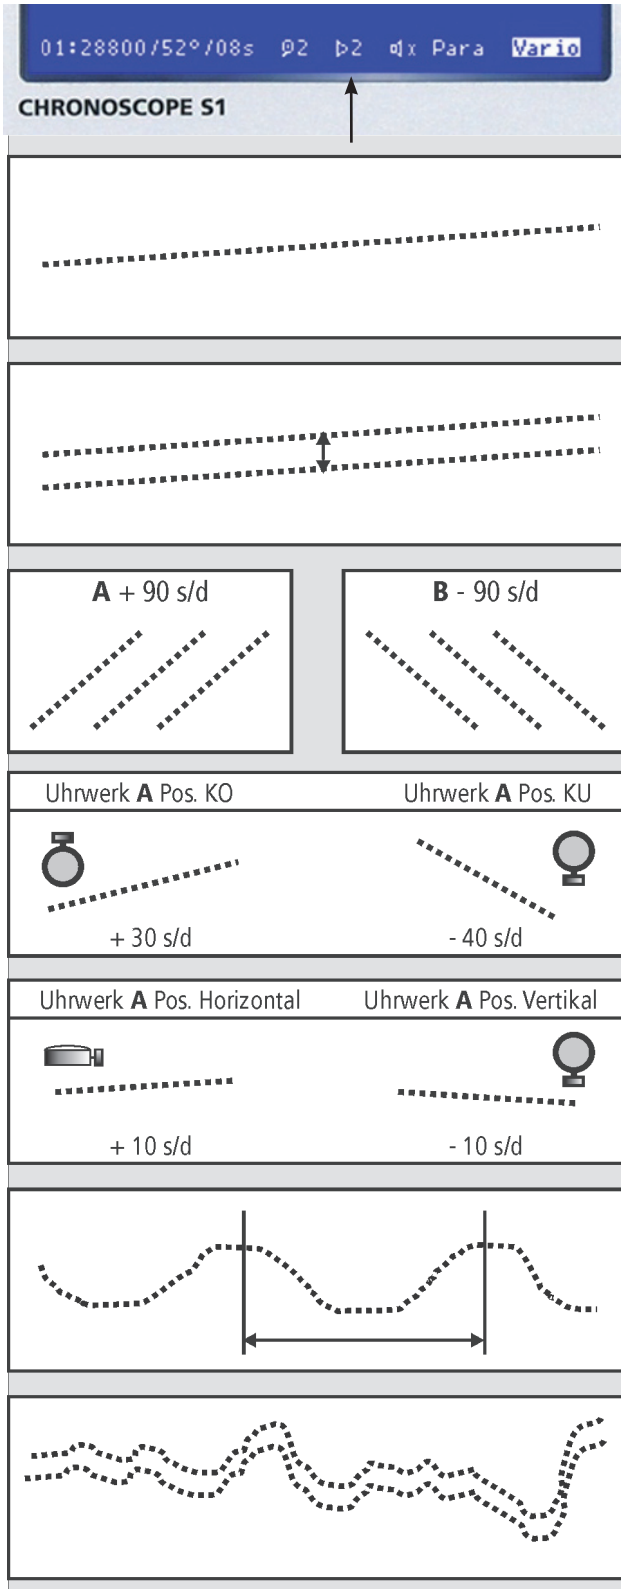 01:28800/52°/08s 2 2 x Para Vario
CHRONOSCOPE S1
A + 90 s/d
B - 90 s/d
Uhrwerk A Pos. KO
Uhrwerk A Pos. KU
+ 30 s/d
- 40 s/d
Uhrwerk A Pos. Horizontal
Uhrwerk A Pos. Vertikal
+ 10 s/d
- 10 s/d